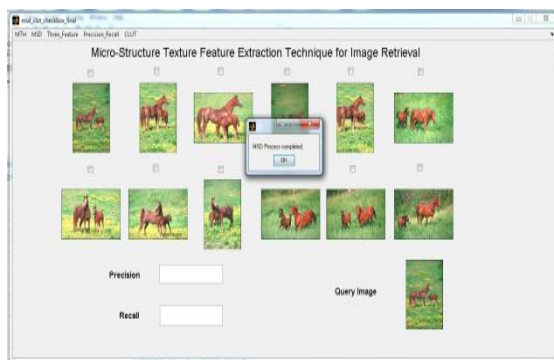 msd_clut_checkbox_final
MTH MSD Three_Feature Precision_Recall CLUT
Micro-Structure Texture Feature Extraction Technique for Image Retrieval
MSD Process completed
OK
Precision
Query Image
Recall